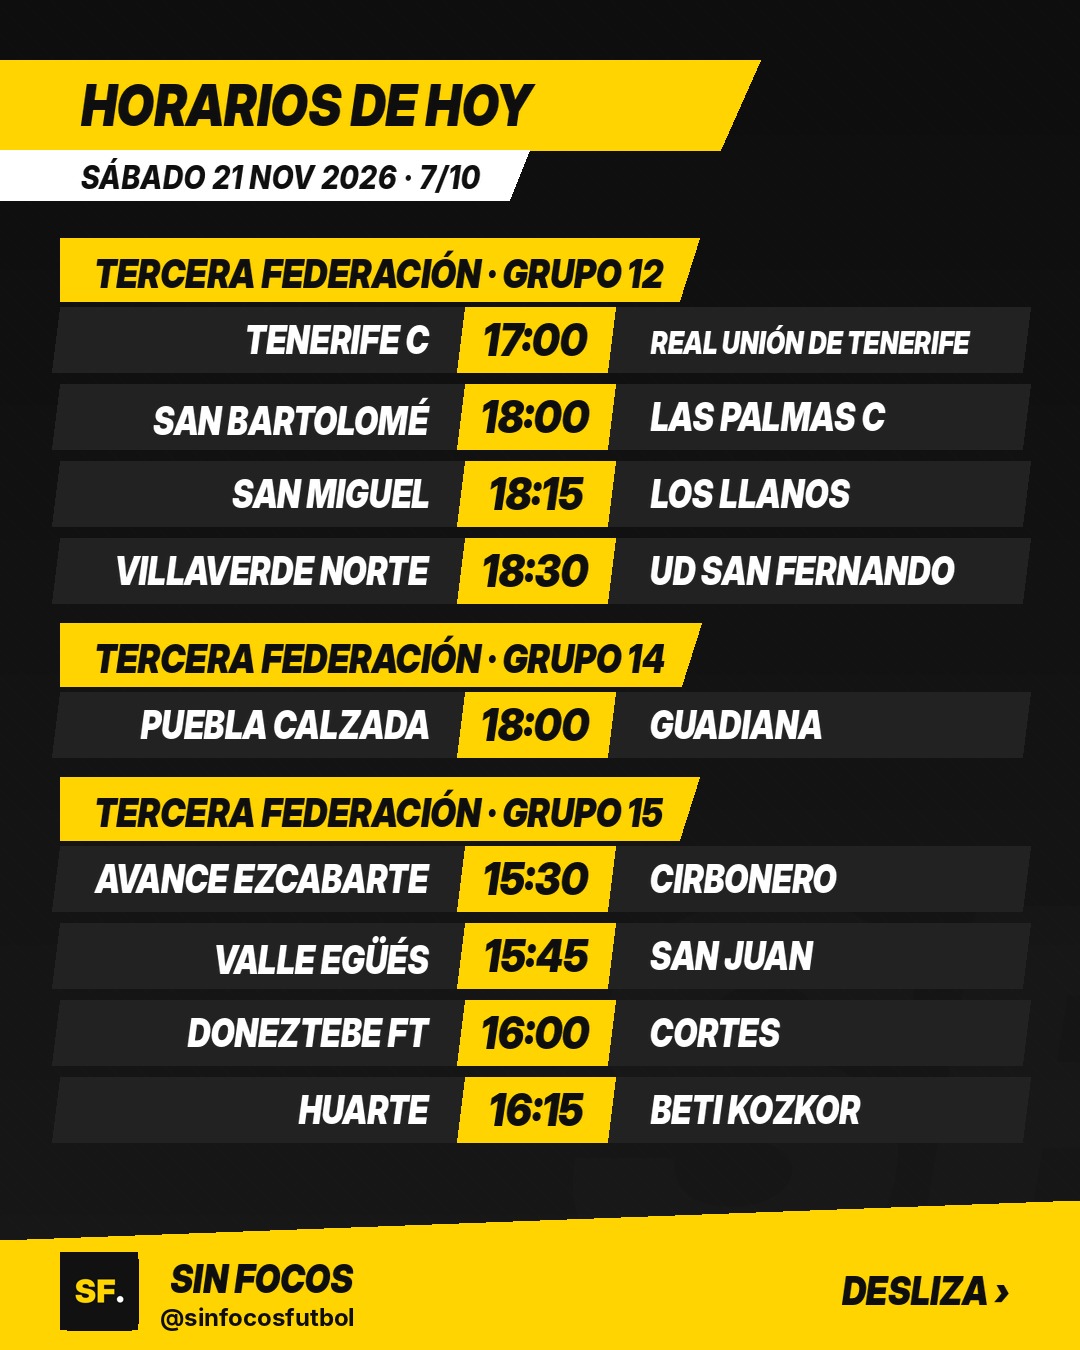 HORARIOS DE HOY
SÁBADO 21 NOV 2026 · 7/10
TERCERA FEDERACIÓN · GRUPO 12
TENERIFE C 17:00 REAL UNIÓN DE TENERIFE
SAN BARTOLOMÉ 18:00 LAS PALMAS C
SAN MIGUEL 18:15 LOS LLANOS
VILLAVERDE NORTE 18:30 UD SAN FERNANDO
TERCERA FEDERACIÓN · GRUPO 14
PUEBLA CALZADA 18:00 GUADIANA
TERCERA FEDERACIÓN · GRUPO 15
AVANCE EZCABARTE 15:30 CIRBONERO
VALLE EGÜÉS 15:45 SAN JUAN
DONEZTEBE FT 16:00 CORTES
HUARTE 16:15 BETI KOZKOR
SF.
SIN FOCOS
@sinfocosfutbol
DESLIZA ›